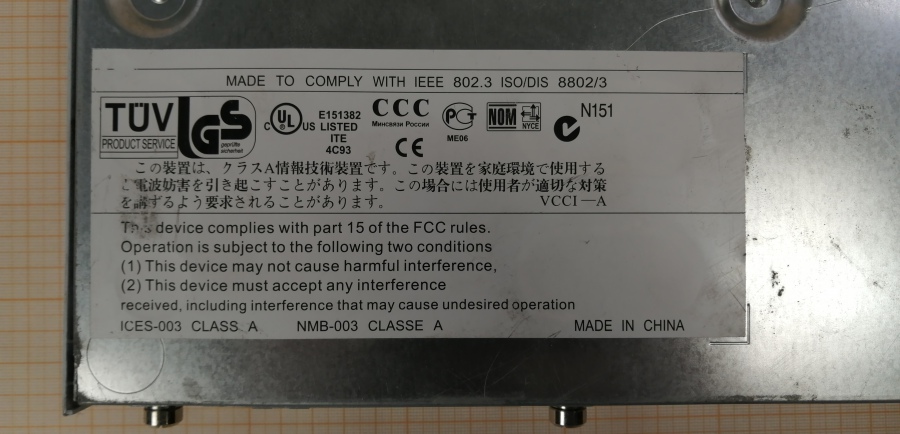 MADE TO COMPLY WITH IEEE 802.3 ISO/DIS 8802/3
TÜV
PRODUCT SERVICE
GS
geprüfte
sicherheit
C UL US
®
E151382
LISTED
ITE
4C93
CCC
Минсвязи России
CE
РСТ
ME06
NOM
NYCE
N151
この装置は、クラスA情報技術装置です。この装置を家庭環境で使用する
と電波妨害を引き起こすことがあります。この場合には使用者が適切な対策
を講ずるよう要求されることがあります。 VCCI—A
This device complies with part 15 of the FCC rules.
Operation is subject to the following two conditions
(1) This device may not cause harmful interference,
(2) This device must accept any interference
received, including interference that may cause undesired operation
ICES-003 CLASS A NMB-003 CLASSE A MADE IN CHINA